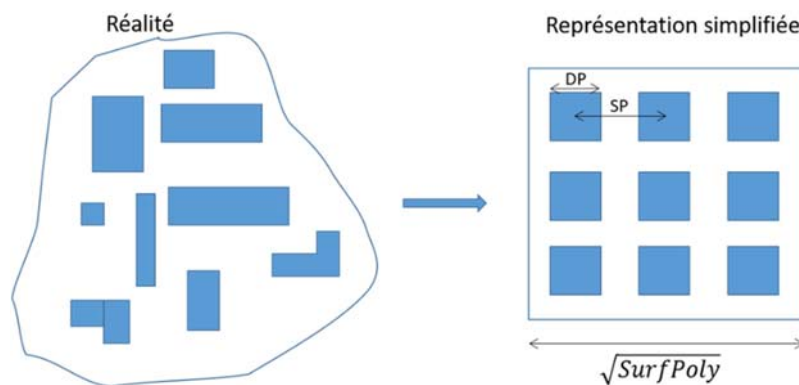 Réalité
Représentation simplifiée
DP
SP
√SurfPoly